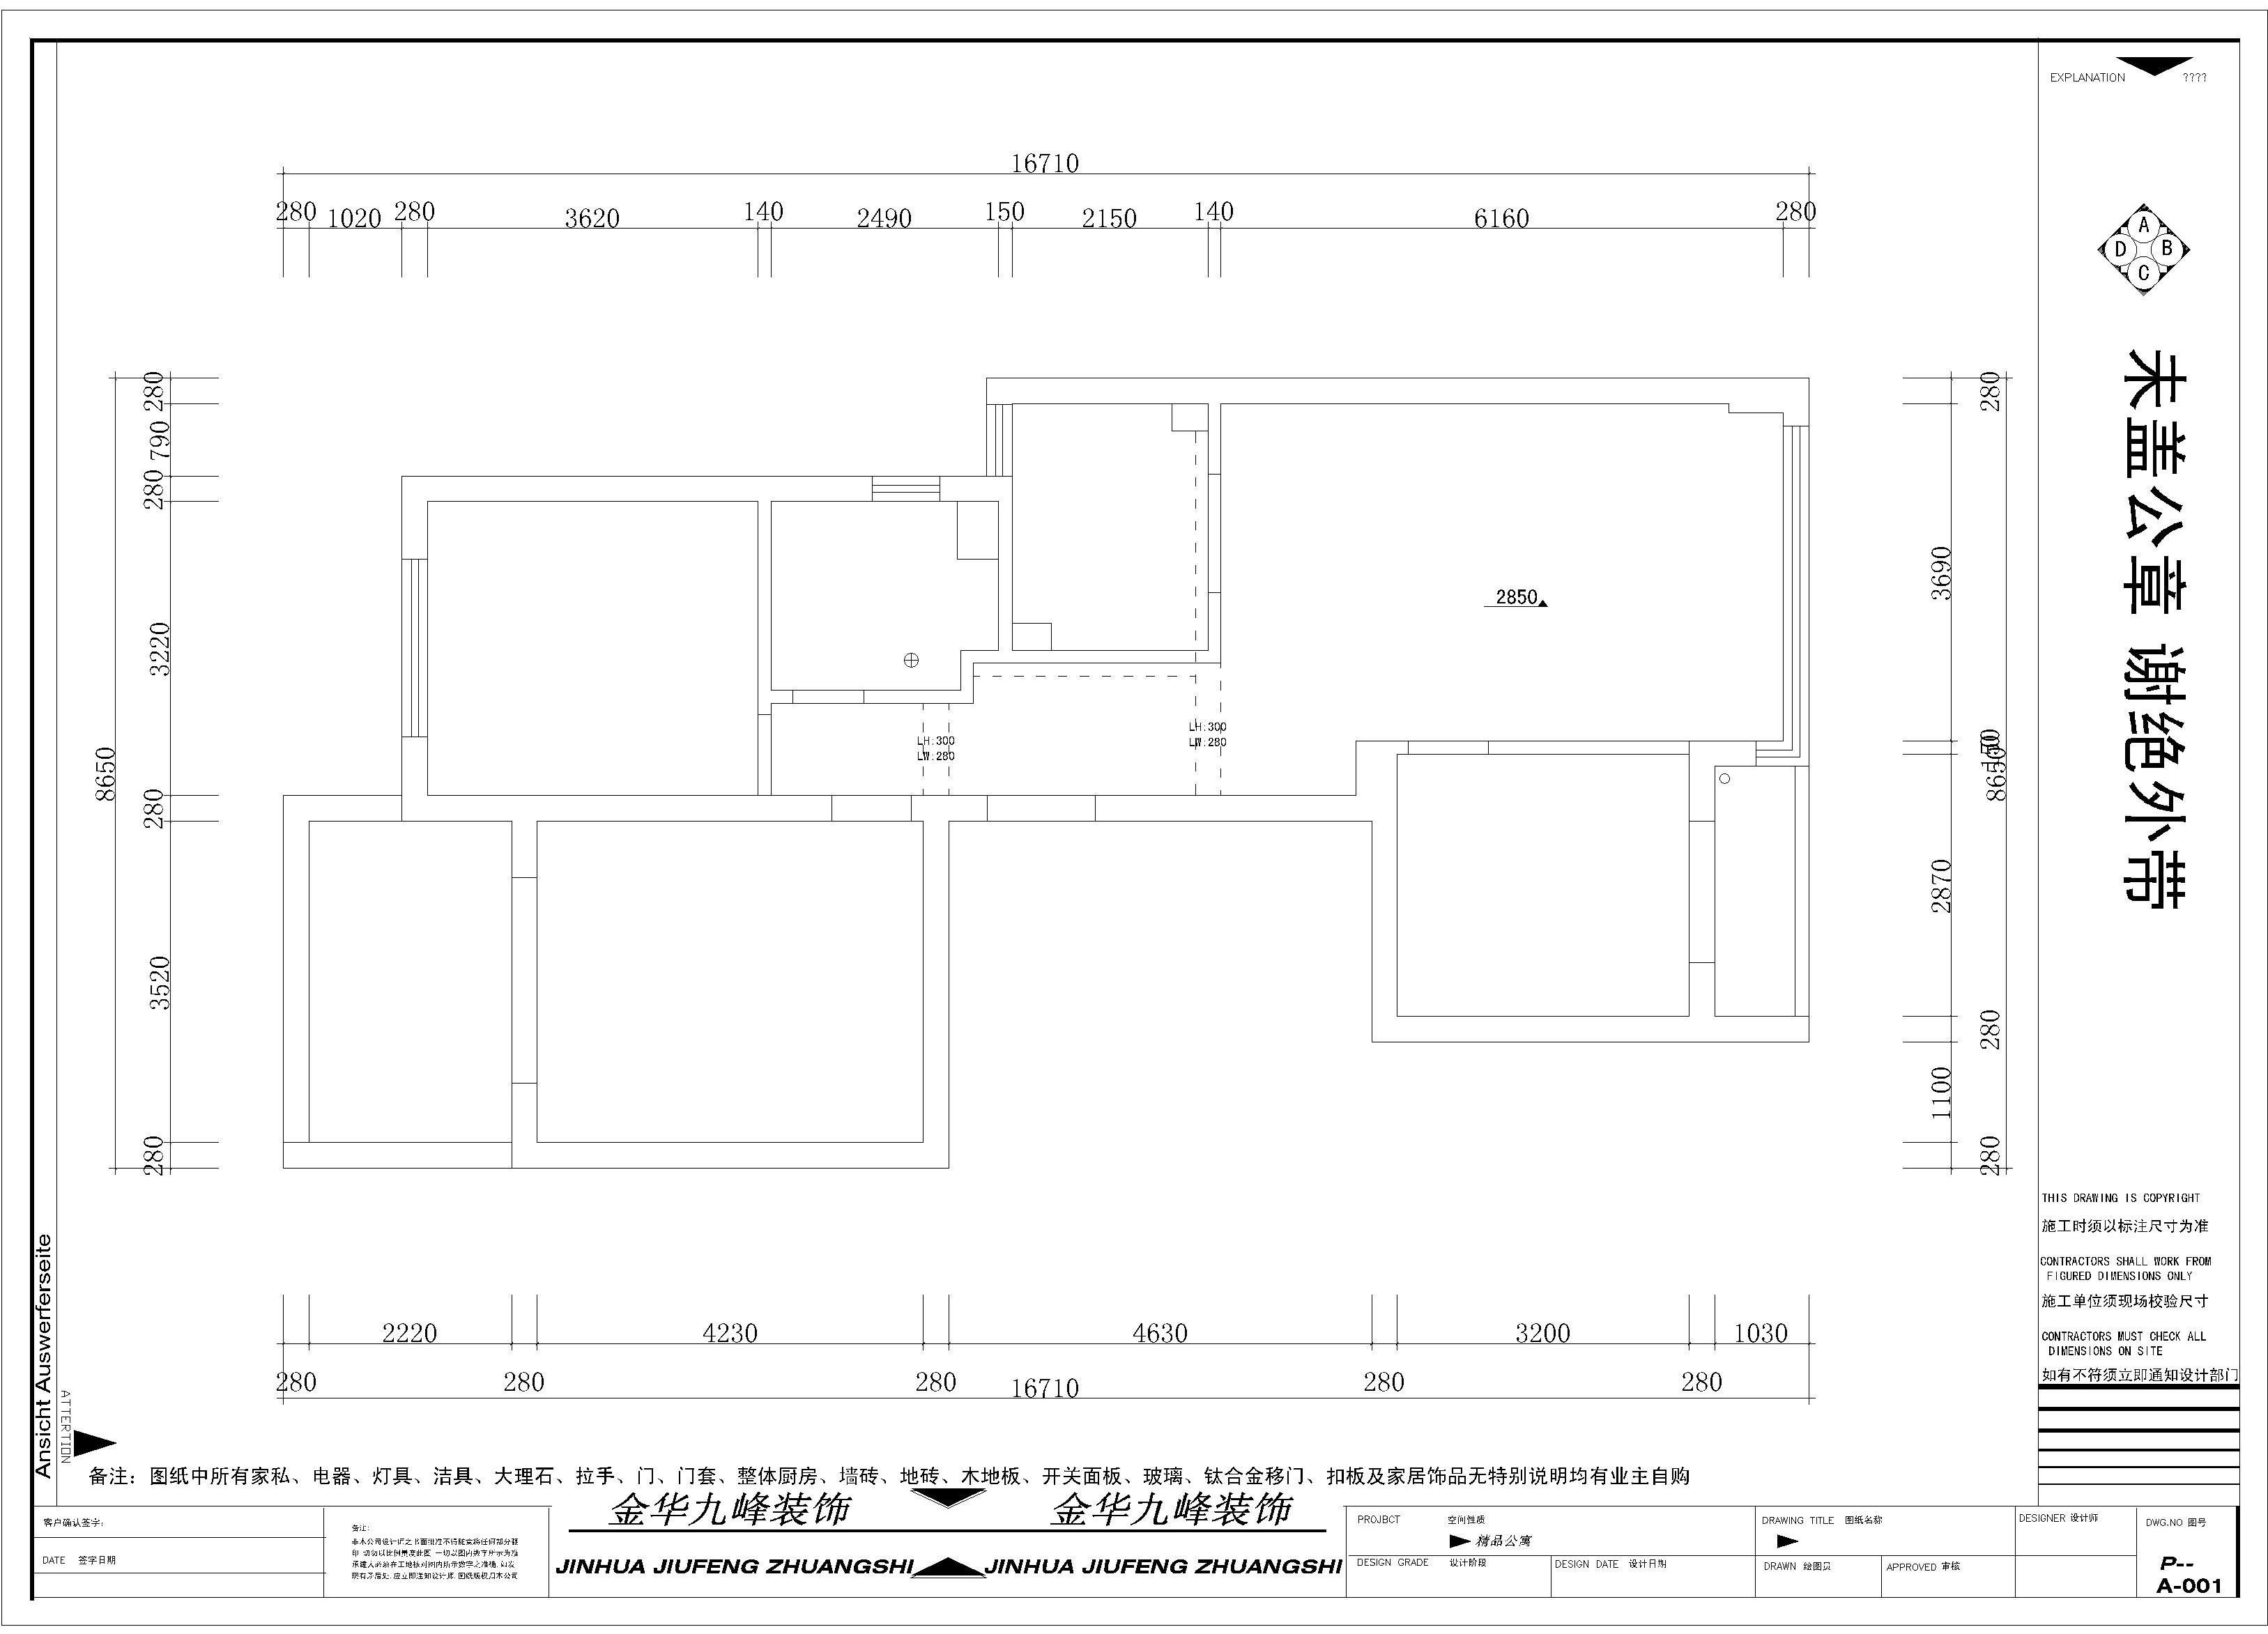 EXPLANATION ????
16710
280 1020 280 3620 140 2490 150 2150 140 6160 280
A
D B
C
未盖公章 谢绝外带
280
790
280
3220
280
3520
280
8650
280
3690
150
8650
2870
280
1100
280
2850
LH:300
LW:280
LH:300
LW:280
2220 4230 4630 3200 1030
280 280 280 16710 280 280
THIS DRAWING IS COPYRIGHT
施工时须以标注尺寸为准
CONTRACTORS SHALL WORK FROM
FIGURED DIMENSIONS ONLY
施工单位须现场校验尺寸
CONTRACTORS MUST CHECK ALL
DIMENSIONS ON SITE
如有不符须立即通知设计部门
Ansicht Auswerferseite
ATTERTION
备注：图纸中所有家私、电器、灯具、洁具、大理石、拉手、门、门套、整体厨房、墙砖、地砖、木地板、开关面板、玻璃、钛合金移门、扣板及家居饰品无特别说明均有业主自购
客户确认签字:
DATE 签字日期
备注:
金华九峰装饰 金华九峰装饰
JINHUA JIUFENG ZHUANGSHI JINHUA JIUFENG ZHUANGSHI
PROJBCT 空间性质
精品公寓
DESIGN GRADE 设计阶段
DESIGN DATE 设计日期
DRAWING TITLE 图纸名称
DRAWN 绘图员
APPROVED 审核
DESIGNER 设计师
DWG.NO 图号
P--
A-001